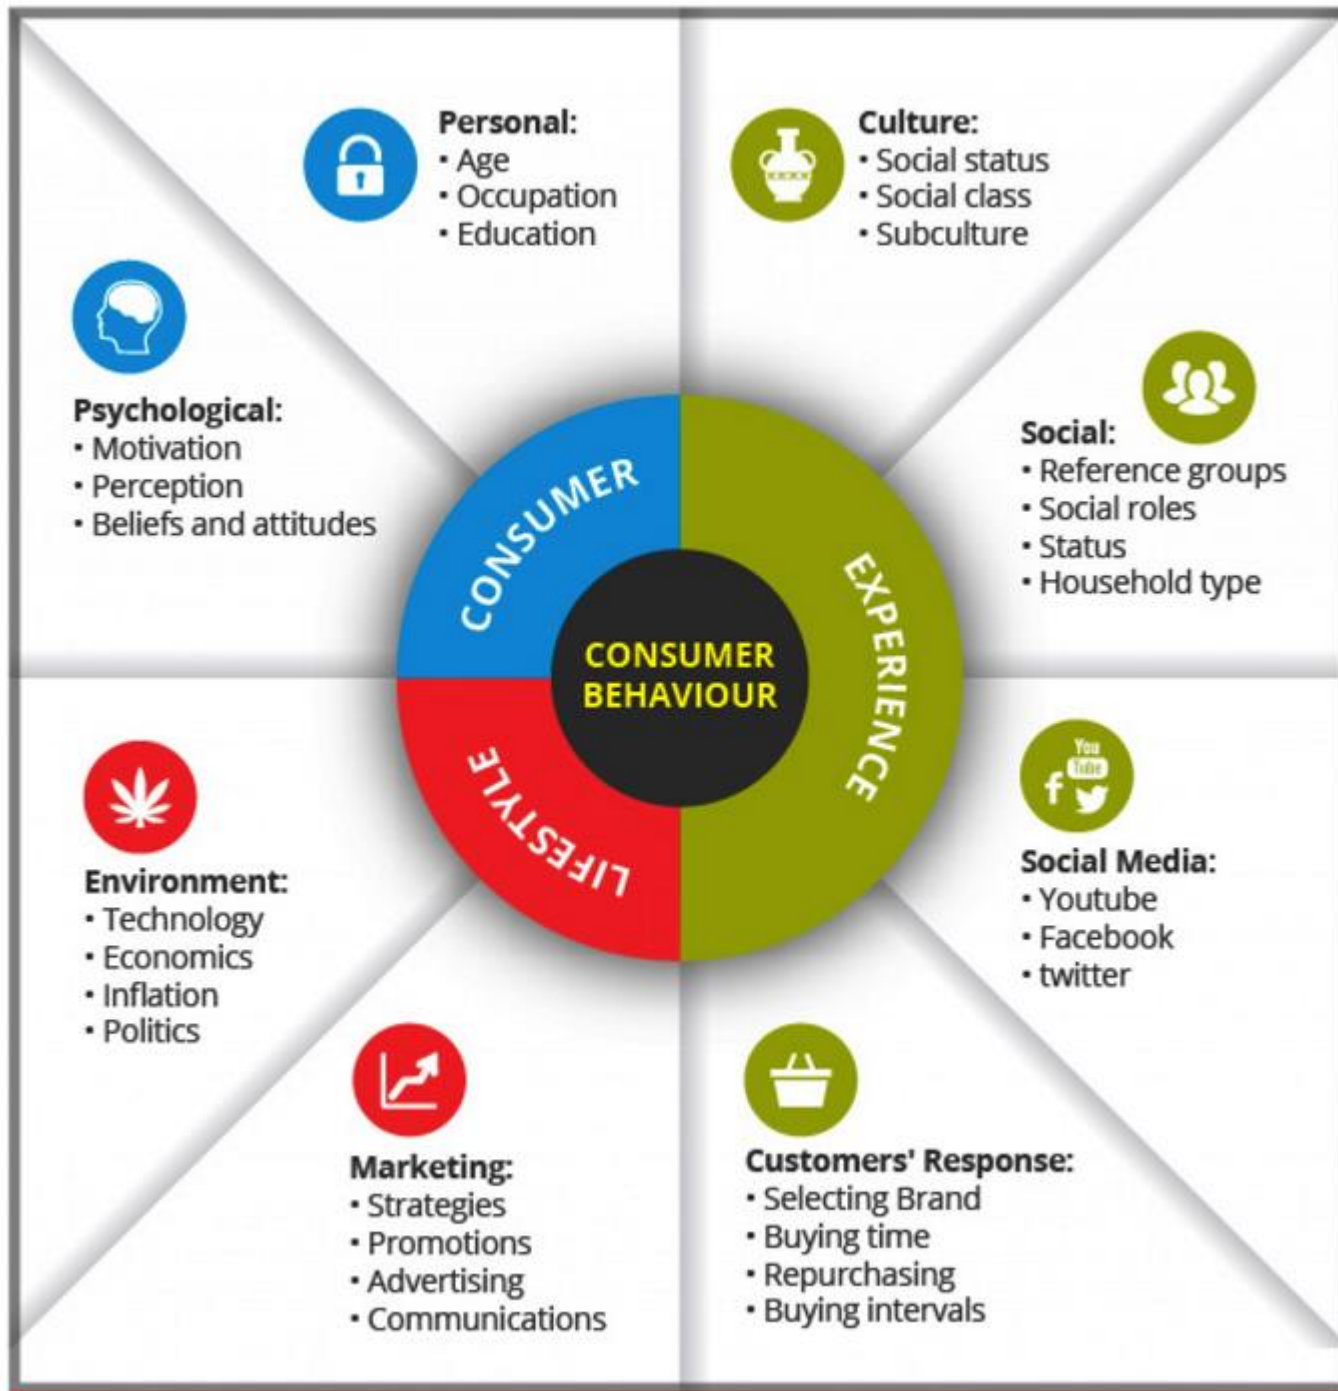 Personal:
• Age
• Occupation
• Education
Culture:
• Social status
• Social class
• Subculture
Psychological:
• Motivation
• Perception
• Beliefs and attitudes
Social:
• Reference groups
• Social roles
• Status
• Household type
CONSUMER
EXPERIENCE
LIFESTYLE
CONSUMER
BEHAVIOUR
Environment:
• Technology
• Economics
• Inflation
• Politics
You
Tube
f
Social Media:
• Youtube
• Facebook
• twitter
Marketing:
• Strategies
• Promotions
• Advertising
• Communications
Customers' Response:
• Selecting Brand
• Buying time
• Repurchasing
• Buying intervals